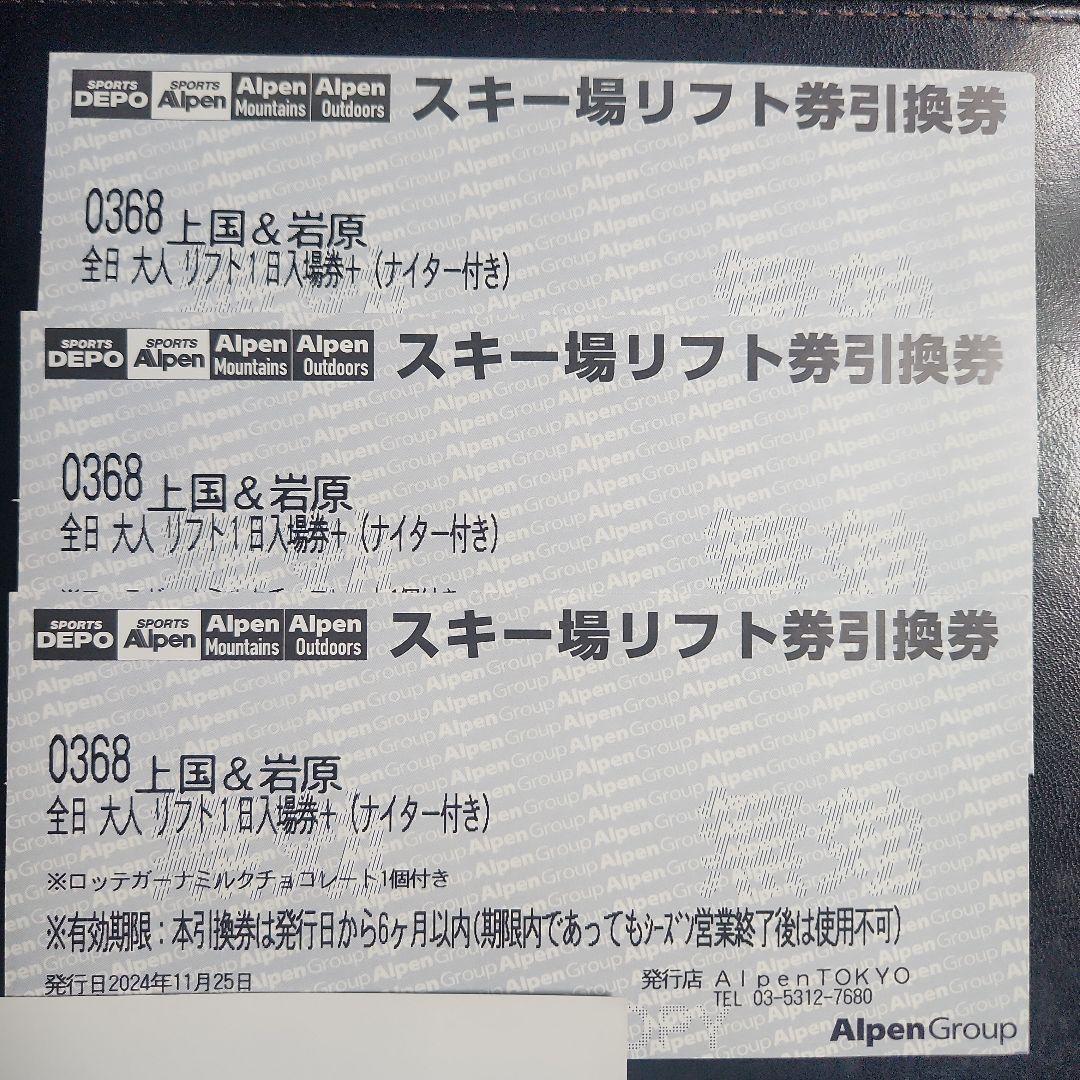 SPORTS DEPO SPORTS Alpen Alpen Mountains Alpen Outdoors スキー場リフト券引換券
0368 上国&岩原
全日 大人 リフト1日入場券+(ナイター付き)
SPORTS DEPO SPORTS Alpen Alpen Mountains Alpen Outdoors スキー場リフト券引換券
0368 上国&岩原
全日 大人 リフト1日入場券+(ナイター付き)
SPORTS DEPO SPORTS Alpen Alpen Mountains Alpen Outdoors スキー場リフト券引換券
0368 上国&岩原
全日 大人 リフト1日入場券+(ナイター付き)
※ロッテガーナミルクチョコレート1個付き
※有効期限:本引換券は発行日から6ヶ月以内(期限内であってもシーズン営業終了後は使用不可)
発行日2024年11月25日 発行店 AlpenTOKYO
TEL 03-5312-7680
AlpenGroup